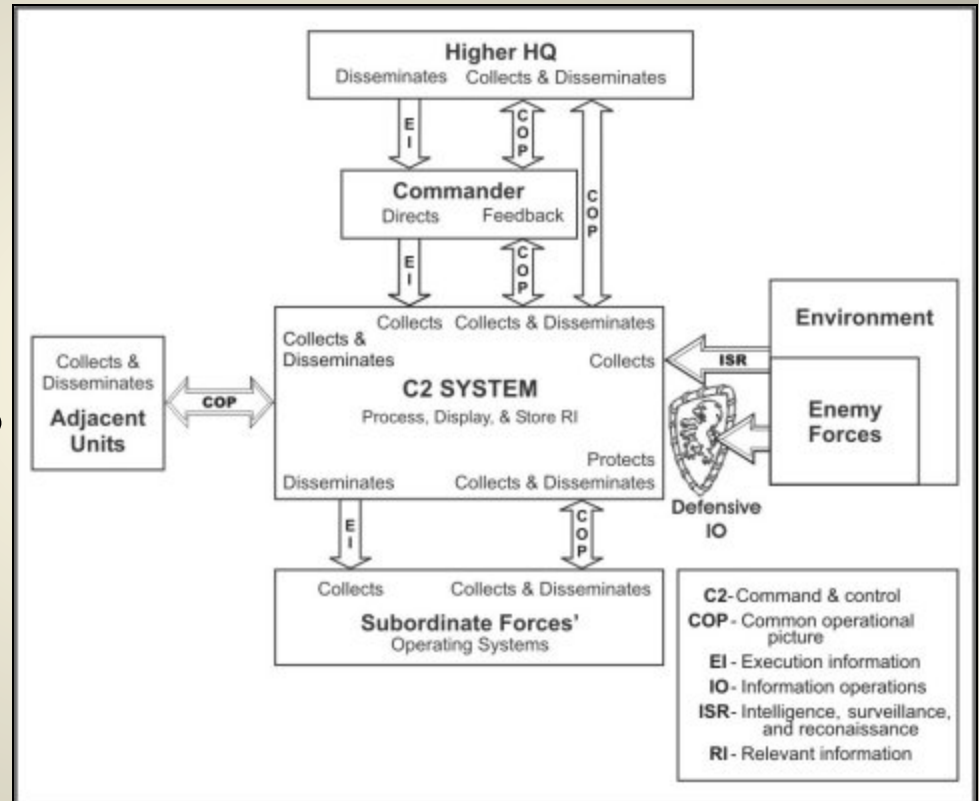 Higher HQ
Disseminates Collects & Disseminates
EI
COP
COP
Commander
Directs Feedback
EI
COP
Collects Collects & Disseminates
Collects &
Disseminates
Collects
C2 SYSTEM
Process, Display, & Store RI
Protects
Disseminates Collects & Disseminates
Collects &
Disseminates
Adjacent
Units
COP
ISR
Environment
Enemy
Forces
Defensive
IO
EI
COP
Collects Collects & Disseminates
Subordinate Forces'
Operating Systems
C2- Command & control
COP - Common operational
picture
EI - Execution information
IO- Information operations
ISR- Intelligence, surveillance,
and reconaissance
RI- Relevant information